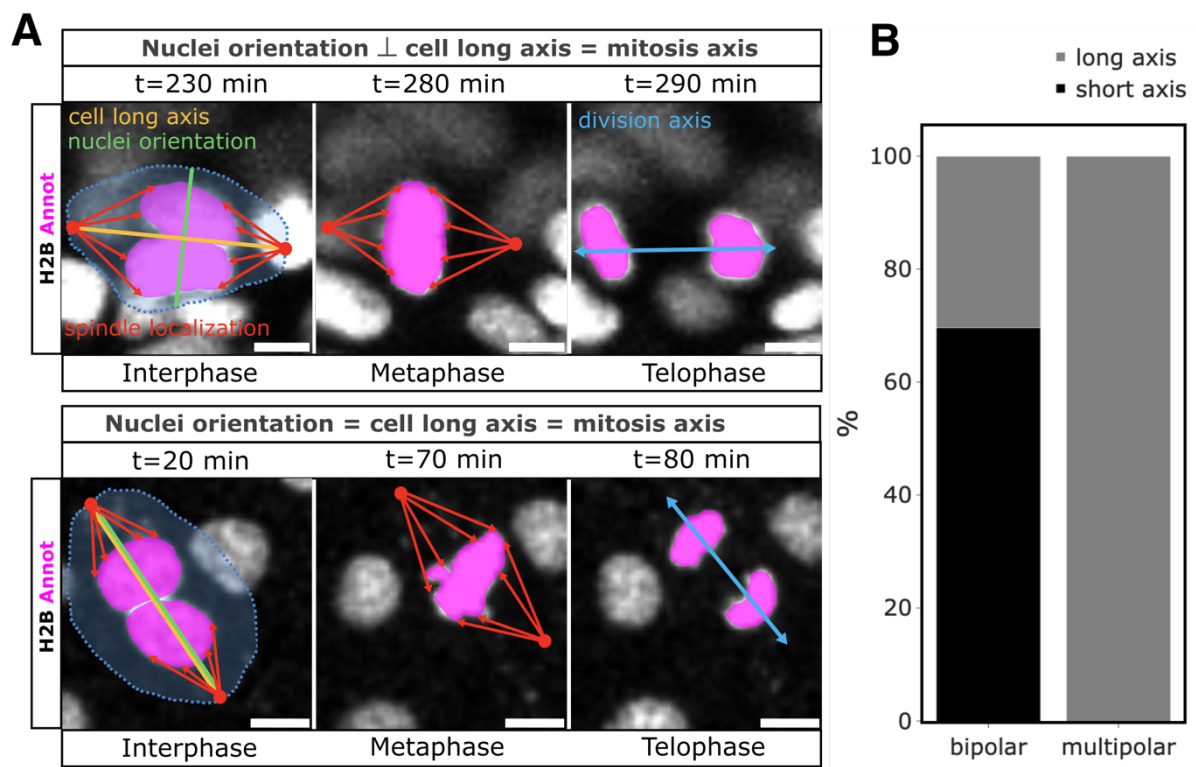 A
Nuclei orientation ⊥ cell long axis = mitosis axis
t=230 min
t=280 min
t=290 min
H2B Annot
cell long axis
nuclei orientation
spindle localization
division axis
Interphase
Metaphase
Telophase
Nuclei orientation = cell long axis = mitosis axis
t=20 min
t=70 min
t=80 min
H2B Annot
Interphase
Metaphase
Telophase
B
long axis
short axis
100
80
60
40
20
0
%
bipolar
multipolar